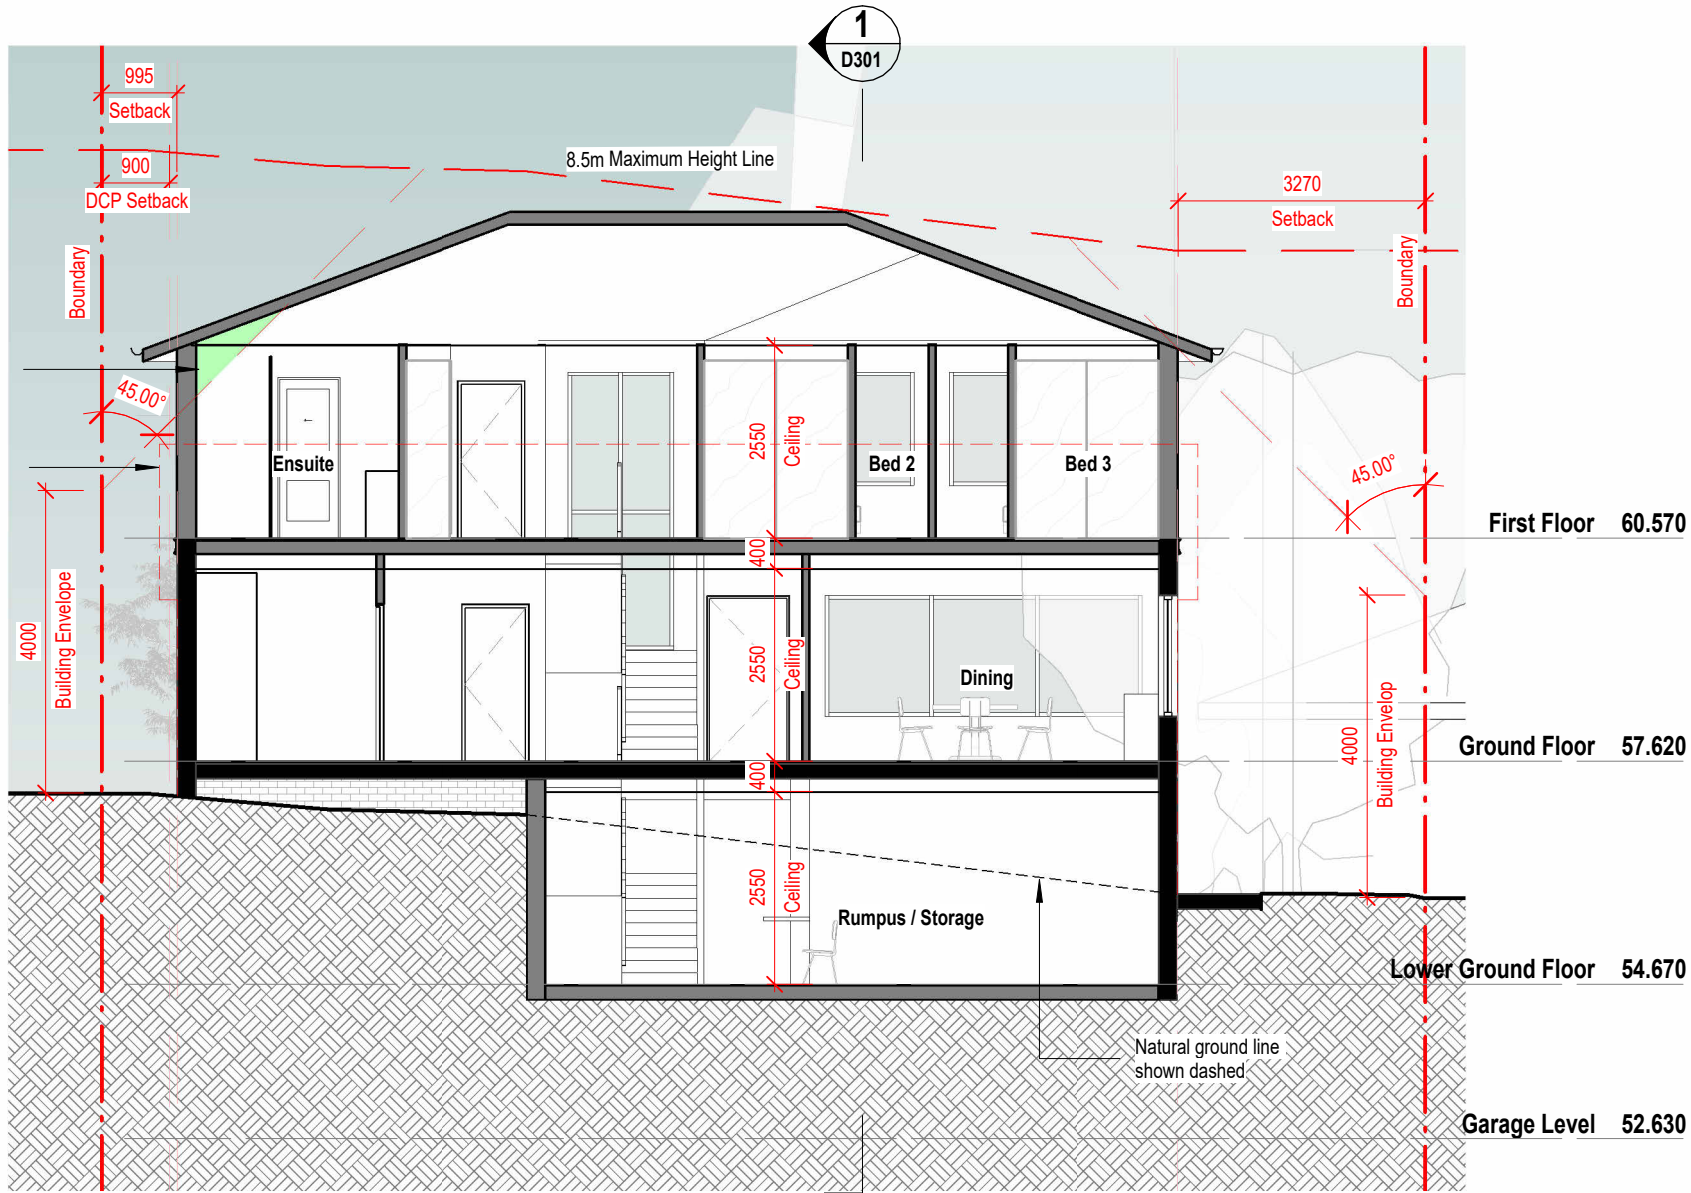 1
D301
995
Setback
900
DCP Setback
8.5m Maximum Height Line
3270
Setback
Boundary
Boundary
45.00°
45.00°
2550
Ceiling
Ensuite
Bed 2
Bed 3
First Floor 60.570
400
4000
Building Envelope
2550
Ceiling
Dining
4000
Building Envelop
Ground Floor 57.620
400
2550
Ceiling
Rumpus / Storage
Lower Ground Floor 54.670
Natural ground line
shown dashed
Garage Level 52.630